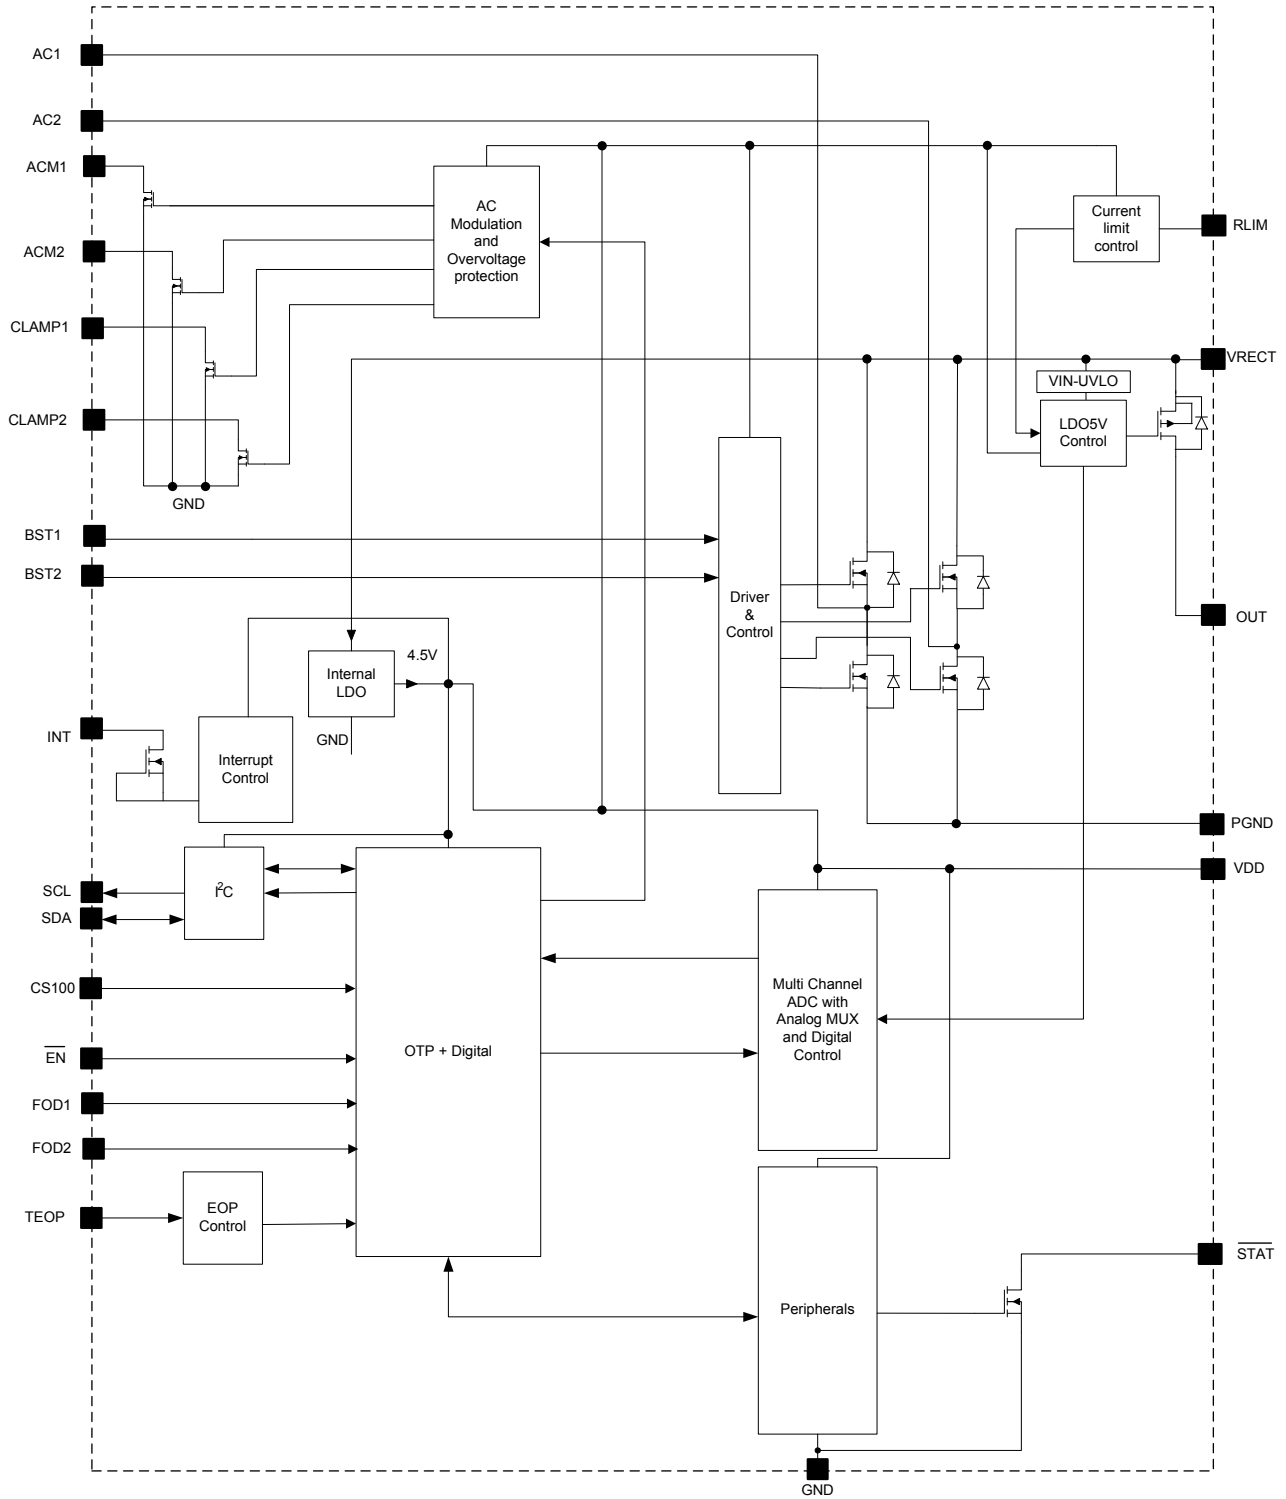 AC1
AC2
ACM1
ACM2
CLAMP1
CLAMP2
GND
BST1
BST2
INT
SCL
SDA
CS100
EN
FOD1
FOD2
TEOP
AC
Modulation
and
Overvoltage
protection
Current
limit
control
RLIM
VRECT
VIN-UVLO
LDO5V
Control
OUT
Driver
&
Control
4.5V
Internal
LDO
GND
Interrupt
Control
PGND
VDD
I²C
OTP + Digital
Multi Channel
ADC with
Analog MUX
and Digital
Control
EOP
Control
Peripherals
STAT
GND